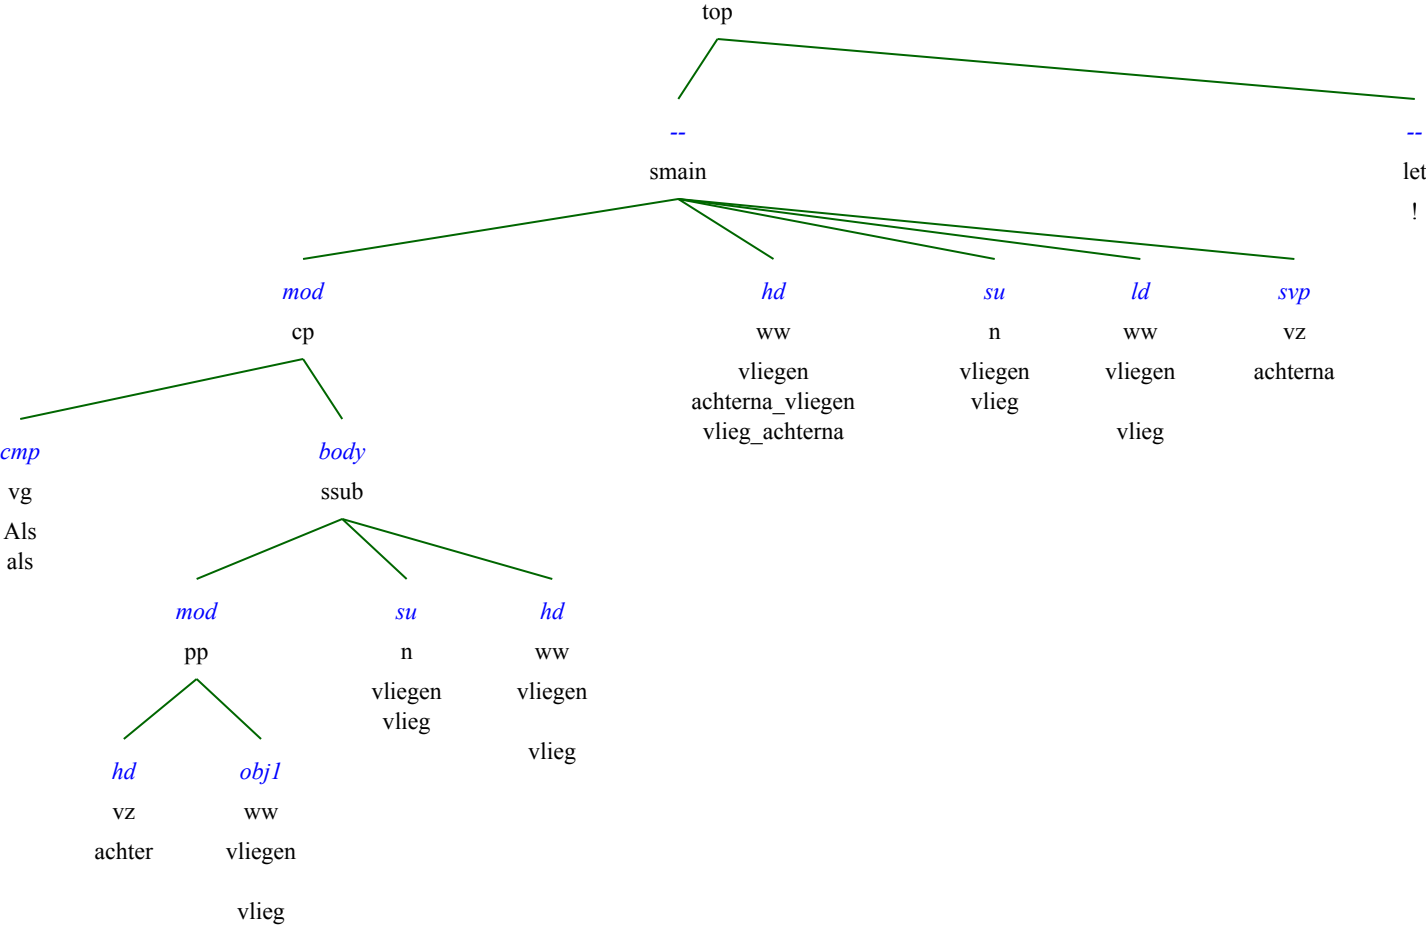 top
-- --
smain let
!
mod hd su ld svp
cp ww n ww vz
vliegen vliegen vliegen achterna
achterna_vliegen vlieg
vlieg_achterna vlieg
cmp body
vg ssub
Als
als
mod su hd
pp n ww
vliegen vliegen
vlieg
vlieg
hd obj1
vz ww
achter vliegen
vlieg